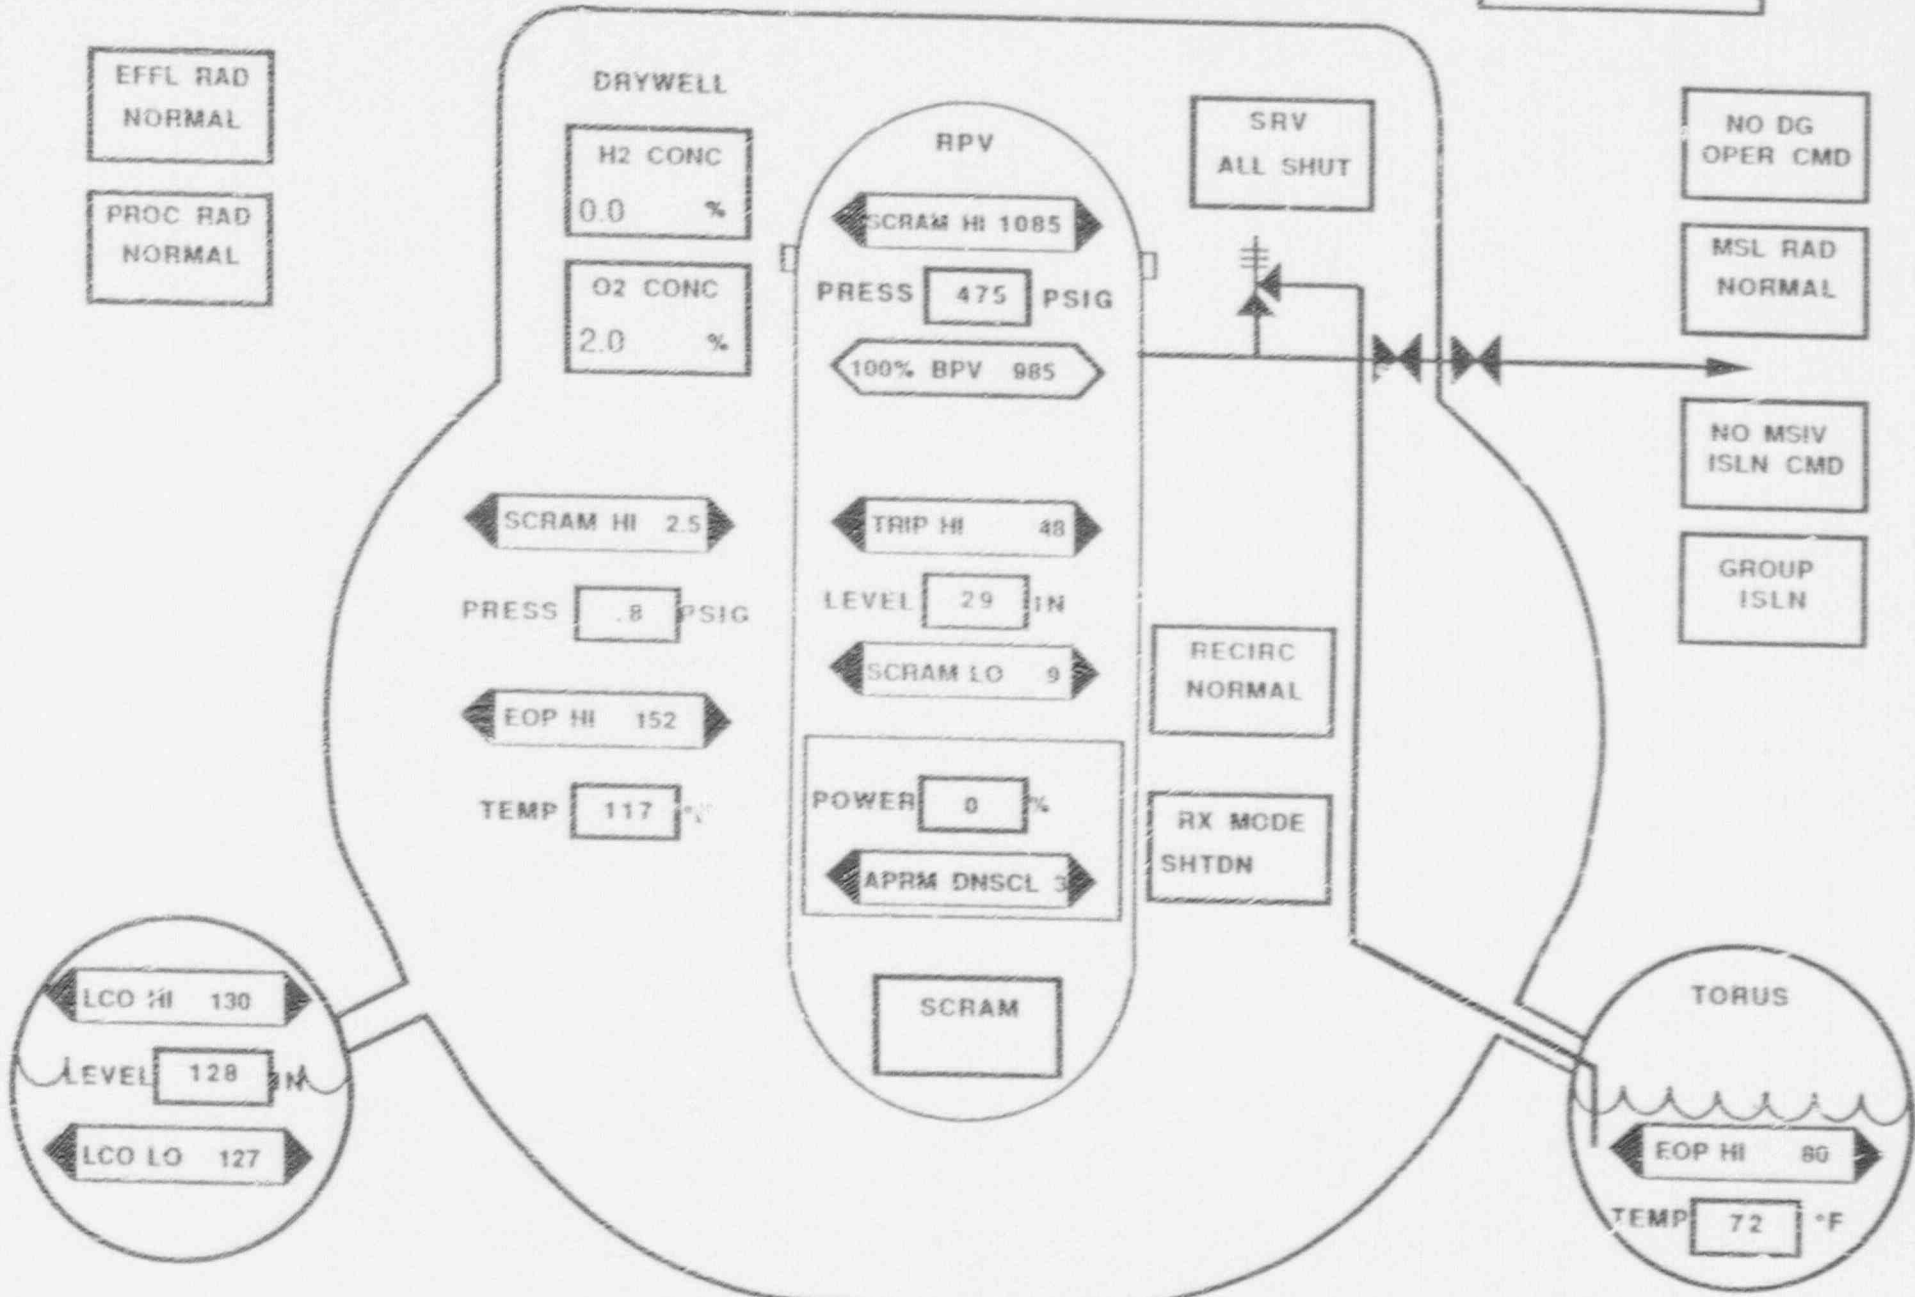 EFFL RAD
NORMAL
PROC RAD
NORMAL
DRYWELL
H2 CONC
0.0 %
O2 CONC
2.0 %
SCRAM HI 2.5
PRESS .8 PSIG
EOP HI 152
TEMP 117
RPV
SCRAM HI 1085
PRESS 475 PSIG
100% BPV 985
TRIP HI 48
LEVEL 29 IN
SCRAM LO 9
POWER 0 %
APRM DNSCL 3
SCRAM
SRV
ALL SHUT
RECIRC
NORMAL
RX MODE
SHTDN
NO DG
OPER CMD
MSL RAD
NORMAL
NO MSIV
ISLN CMD
GROUP
ISLN
LCO HI 130
LEVEL 128 IN
LCO LO 127
TORUS
EOP HI 80
TEMP 72 °F